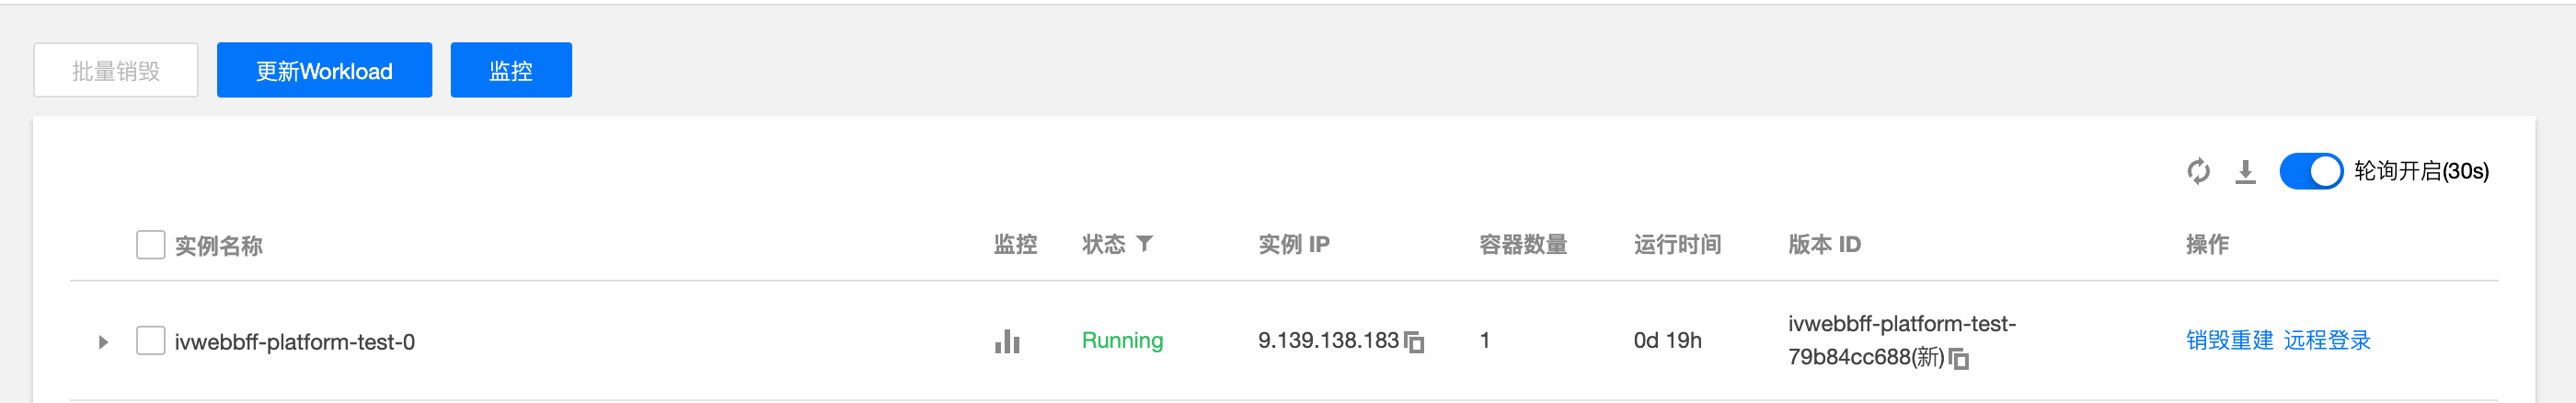 批量销毁 更新Workload 监控
轮询开启(30s)
实例名称 监控 状态 实例 IP 容器数量 运行时间 版本 ID 操作
ivwebbff-platform-test-0 Running 9.139.138.183 1 0d 19h ivwebbff-platform-test-
79b84cc688(新) 销毁重建 远程登录